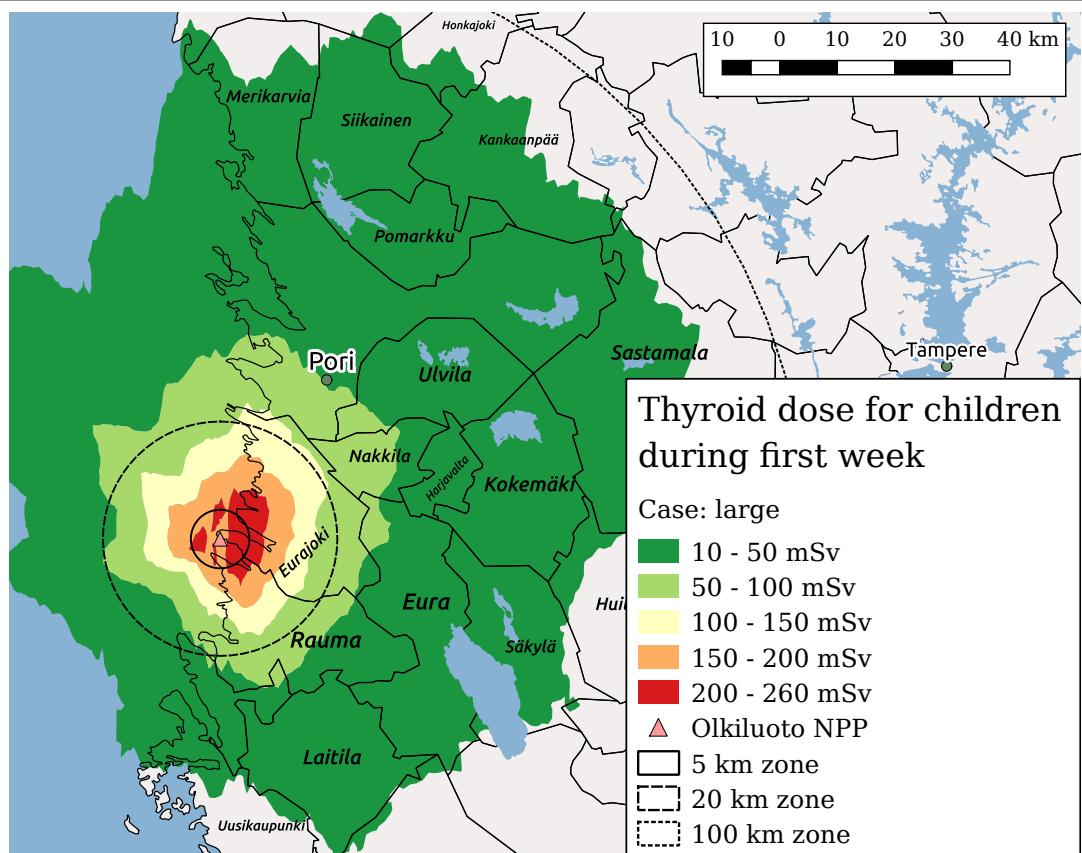 Honkajoki
10 0 10 20 30 40 km
Merikarvia
Siikainen
Kankaanpää
Pomarkku
Pori
Sastamala
Tampere
Ulvila
Nakkila
Harjavalta
Kokemäki
Eurajoki
Eura
Rauma
Säkylä
Laitila
Uusikaupunki
Thyroid dose for children
during first week
Case: large
10 - 50 mSv
50 - 100 mSv
100 - 150 mSv
150 - 200 mSv
200 - 260 mSv
Olkiluoto NPP
5 km zone
20 km zone
100 km zone